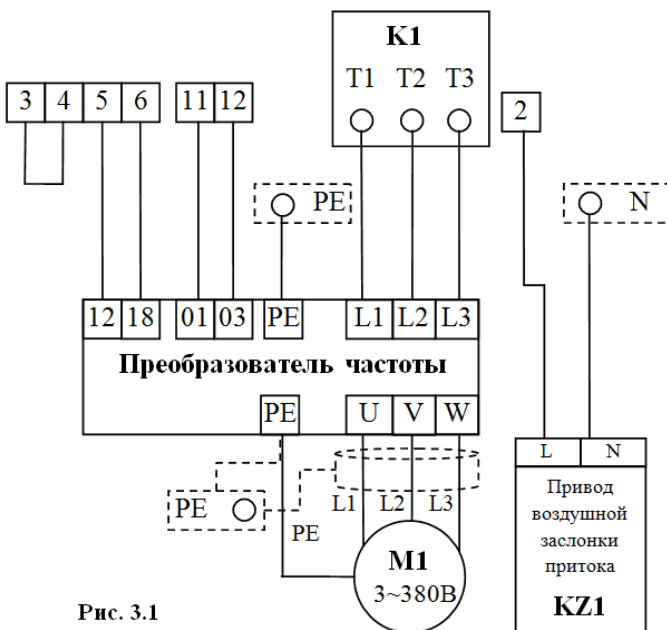 K1
T1 T2 T3
3 4 5 6 11 12 2
PE N
12 18 01 03 PE L1 L2 L3
Преобразователь частоты
PE U V W
L N
PE L1 L2 L3
PE
Привод
воздушной
заслонки
притока
KZ1
M1
3~380В
Рис. 3.1